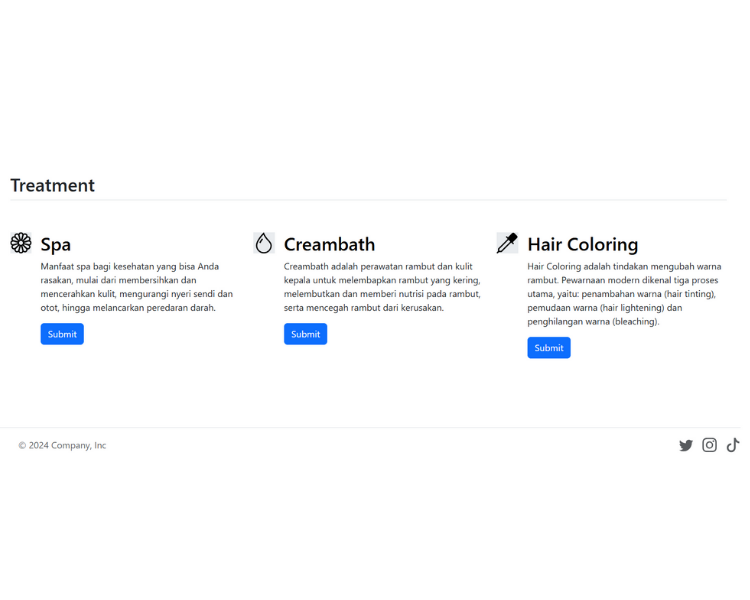 Treatment
Spa
Manfaat spa bagi kesehatan yang bisa Anda
rasakan, mulai dari membersihkan dan
mencerahkan kulit, mengurangi nyeri sendi dan
otot, hingga melancarkan peredaran darah.
Submit
Creambath
Creambath adalah perawatan rambut dan kulit
kepala untuk melembapkan rambut yang kering,
melembutkan dan memberi nutrisi pada rambut,
serta mencegah rambut dari kerusakan.
Submit
Hair Coloring
Hair Coloring adalah tindakan mengubah warna
rambut. Pewarnaan modern dikenal tiga proses
utama, yaitu: penambahan warna (hair tinting),
pemudaan warna (hair lightening) dan
penghilangan warna (bleaching).
Submit
© 2024 Company, Inc